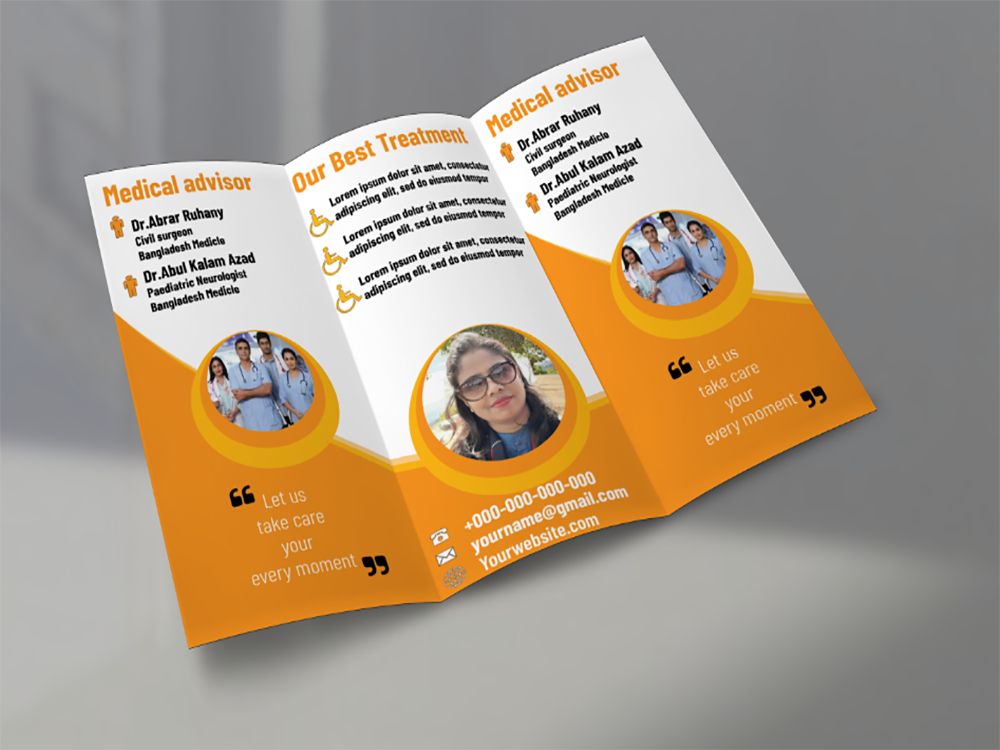 Medical advisor
Dr.Abrar Ruhany
Civil surgeon
Bangladesh Medicle
Dr.Abul Kalam Azad
Paediatric Neurologist
Bangladesh Medicle
“ Let us
take care
your
every moment ”
Our Best Treatment
Lorem ipsum dolor sit amet, consectetur
adipiscing elit, sed do eiusmod tempor
Lorem ipsum dolor sit amet, consectetur
adipiscing elit, sed do eiusmod tempor
Lorem ipsum dolor sit amet, consectetur
adipiscing elit, sed do eiusmod tempor
+000-000-000-000
yourname@gmail.com
Yourwebsite.com
Medical advisor
Dr.Abrar Ruhany
Civil surgeon
Bangladesh Medicle
Dr.Abul Kalam Azad
Paediatric Neurologist
Bangladesh Medicle
“ Let us
take care
your
every moment ”